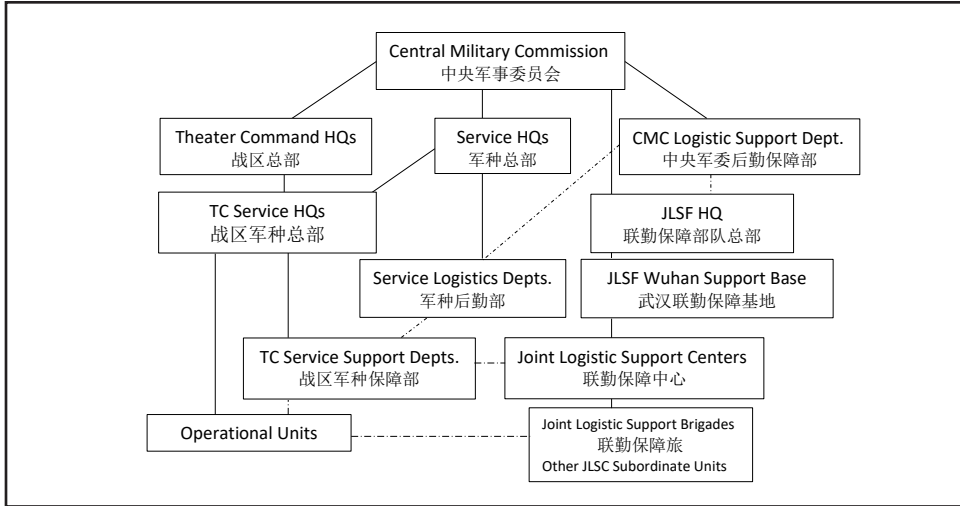 Central Military Commission
中央军事委员会
Theater Command HQs
战区总部
Service HQs
军种总部
CMC Logistic Support Dept.
中央军委后勤保障部
TC Service HQs
战区军种总部
JLSF HQ
联勤保障部队总部
Service Logistics Depts.
军种后勤部
JLSF Wuhan Support Base
武汉联勤保障基地
TC Service Support Depts.
战区军种保障部
Joint Logistic Support Centers
联勤保障中心
Operational Units
Joint Logistic Support Brigades
联勤保障旅
Other JLSC Subordinate Units